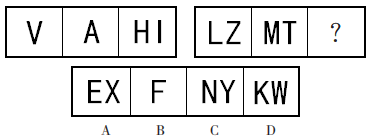 V A HI LZ MT ?
EX F NY KW
A B C D